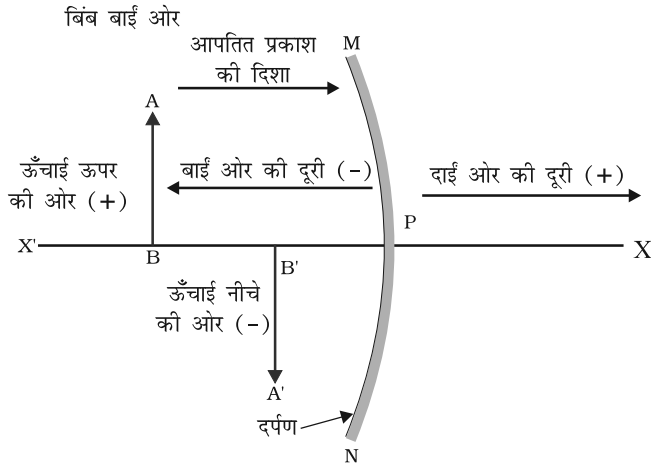 बिंब बाईं ओर
आपतित प्रकाश
की दिशा
M
A
ऊँचाई ऊपर
की ओर (+)
बाईं ओर की दूरी (-)
दाईं ओर की दूरी (+)
P
X'
B
X
B'
ऊँचाई नीचे
की ओर (-)
A'
दर्पण
N